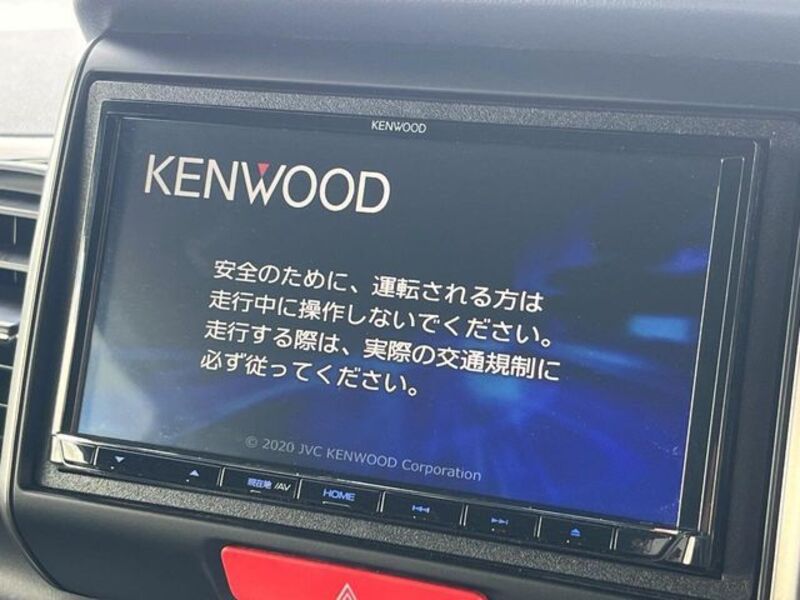 KENWOOD
KENWOOD
安全のために、運転される方は
走行中に操作しないでください。
走行する際は、実際の交通規制に
必ず従ってください。
© 2020 JVC KENWOOD Corporation
現在地 /AV
HOME